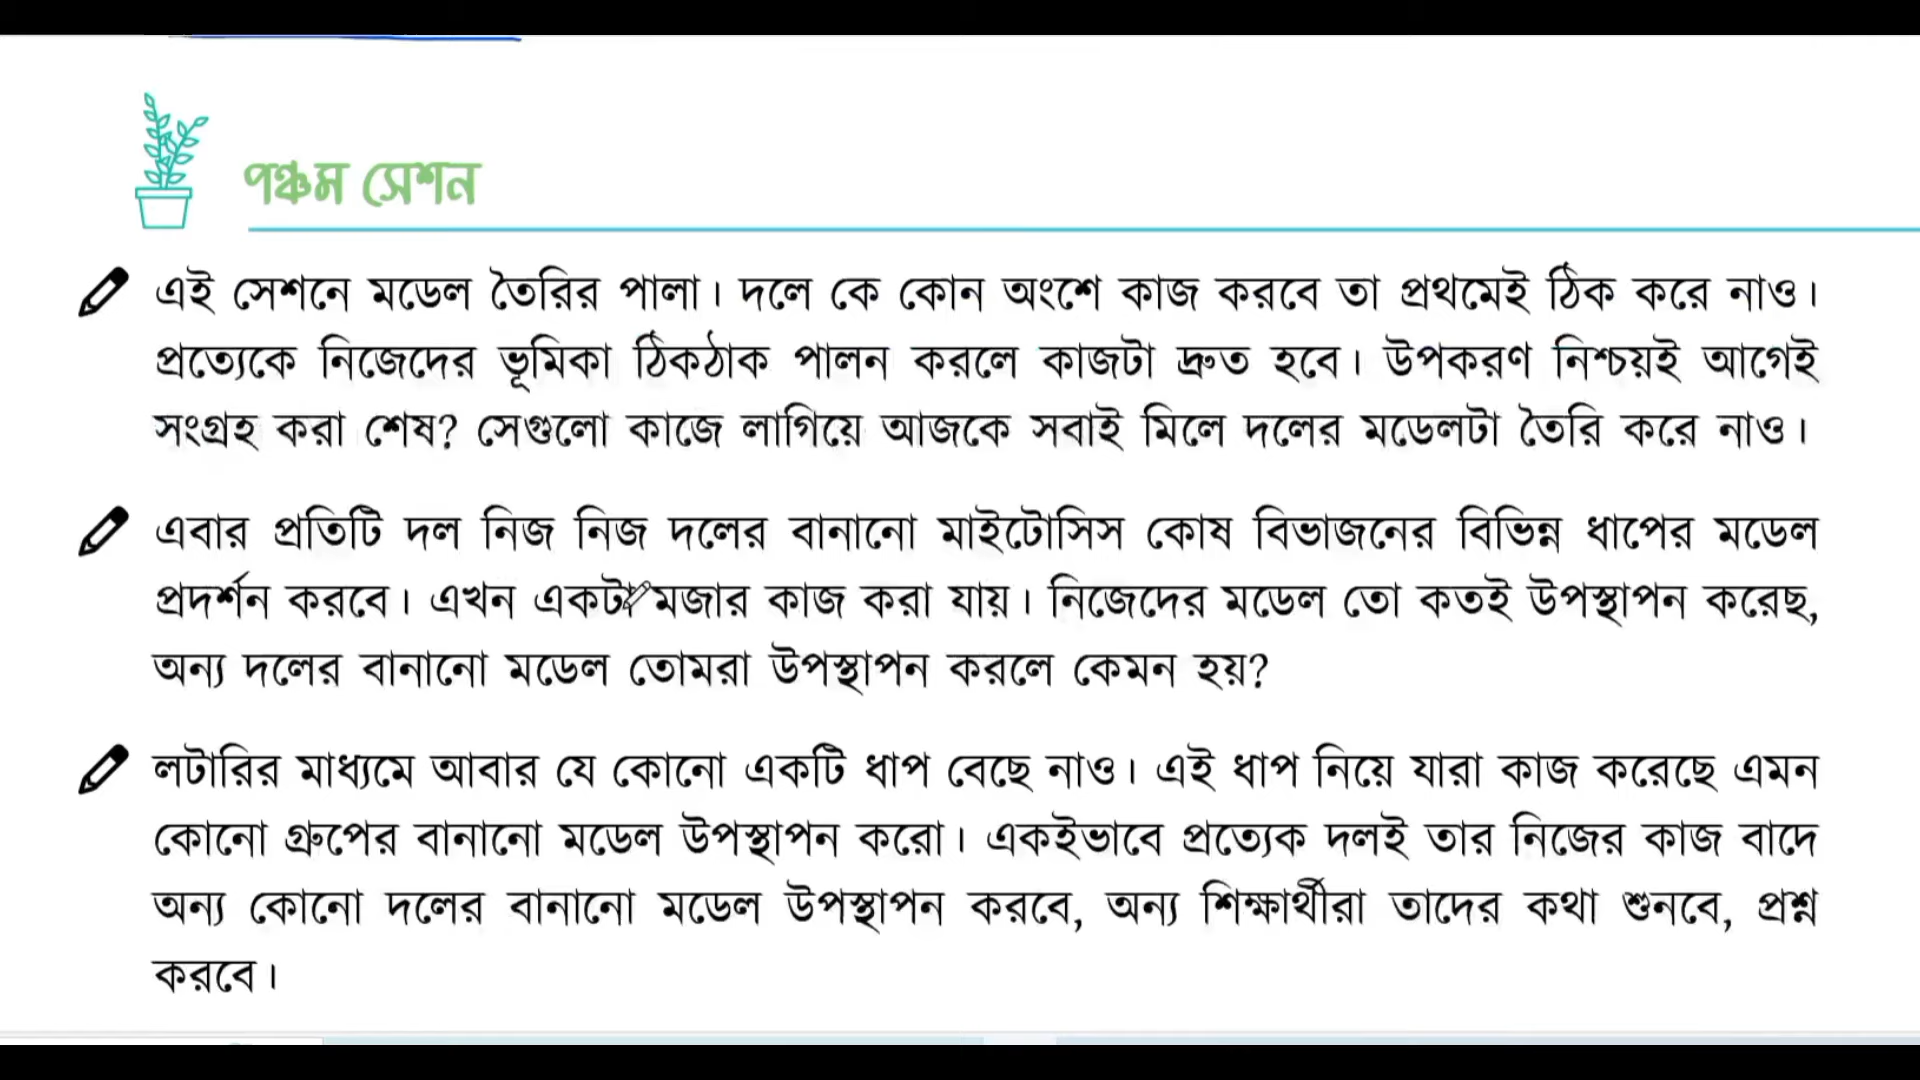 পঞ্চম সেশন
এই সেশনে মডেল তৈরির পালা। দলে কে কোন অংশে কাজ করবে তা প্রথমেই ঠিক করে নাও।
প্রত্যেকে নিজেদের ভূমিকা ঠিকঠাক পালন করলে কাজটা দ্রুত হবে। উপকরণ নিশ্চয়ই আগেই
সংগ্রহ করা শেষ? সেগুলো কাজে লাগিয়ে আজকে সবাই মিলে দলের মডেলটা তৈরি করে নাও।
এবার প্রতিটি দল নিজ নিজ দলের বানানো মাইটোসিস কোষ বিভাজনের বিভিন্ন ধাপের মডেল
প্রদর্শন করবে। এখন একটা মজার কাজ করা যায়। নিজেদের মডেল তো কতই উপস্থাপন করেছ,
অন্য দলের বানানো মডেল তোমরা উপস্থাপন করলে কেমন হয়?
লটারির মাধ্যমে আবার যে কোনো একটি ধাপ বেছে নাও। এই ধাপ নিয়ে যারা কাজ করেছে এমন
কোনো গ্রুপের বানানো মডেল উপস্থাপন করো। একইভাবে প্রত্যেক দলই তার নিজের কাজ বাদে
অন্য কোনো দলের বানানো মডেল উপস্থাপন করবে, অন্য শিক্ষার্থীরা তাদের কথা শুনবে, প্রশ্ন
করবে।